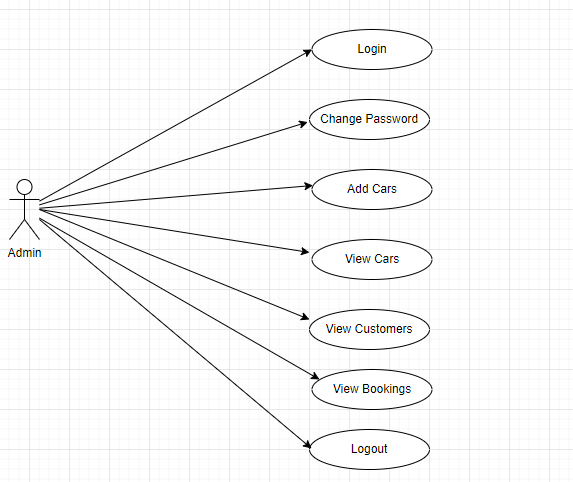 Login
Change Password
Add Cars
Admin
View Cars
View Customers
View Bookings
Logout